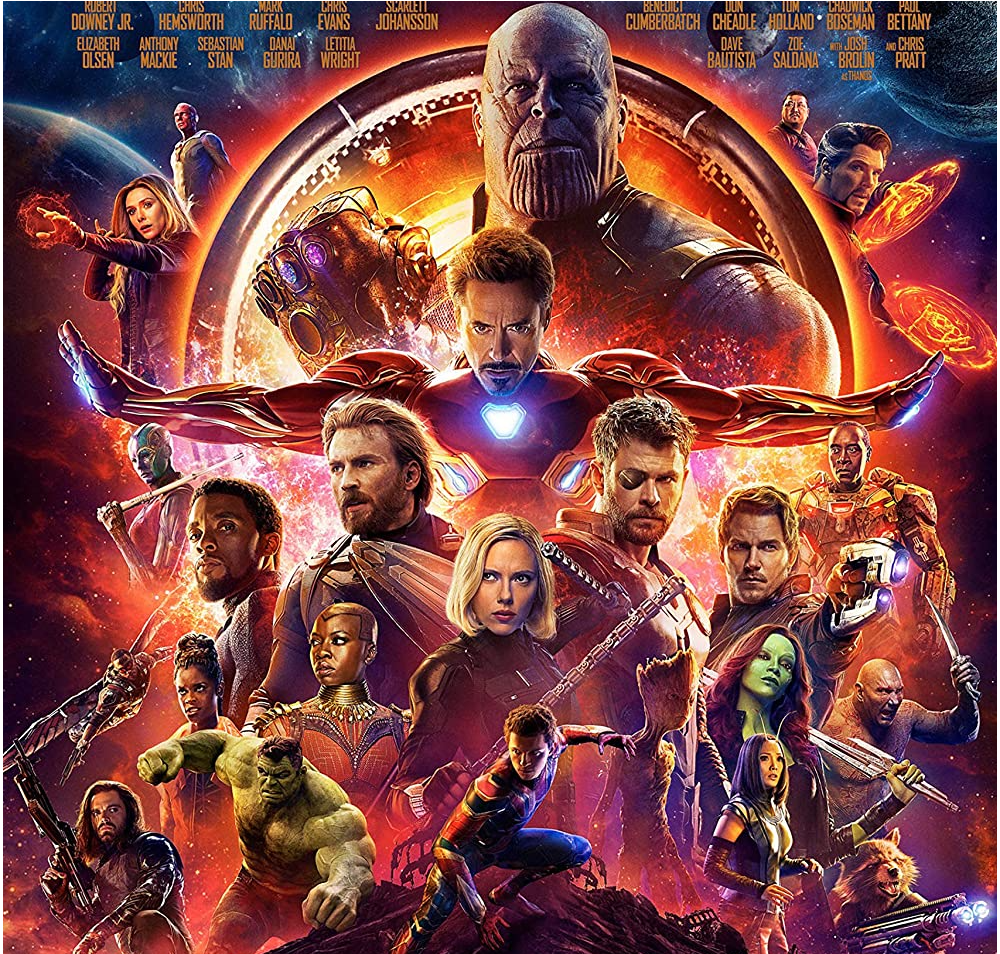 ROBERT DOWNEY JR. CHRIS HEMSWORTH MARK RUFFALO CHRIS EVANS SCARLETT JOHANSSON BENEDICT CUMBERBATCH DON CHEADLE TOM HOLLAND CHADWICK BOSEMAN PAUL BETTANY
ELIZABETH OLSEN ANTHONY MACKIE SEBASTIAN STAN DANAI GURIRA LETITIA WRIGHT DAVE BAUTISTA ZOE SALDANA WITH JOSH BROLIN AS THANOS AND CHRIS PRATT